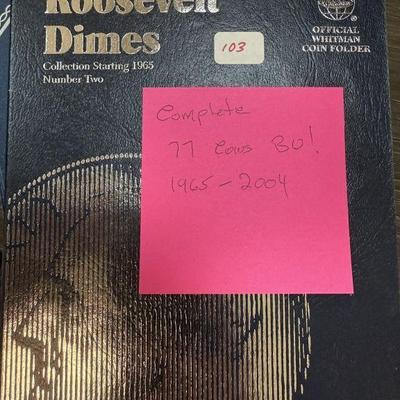 Roosevelt
Dimes
Collection Starting 1965
Number Two
103
OFFICIAL
WHITMAN
COIN FOLDER
Complete
77 Coins BU!
1965-2004